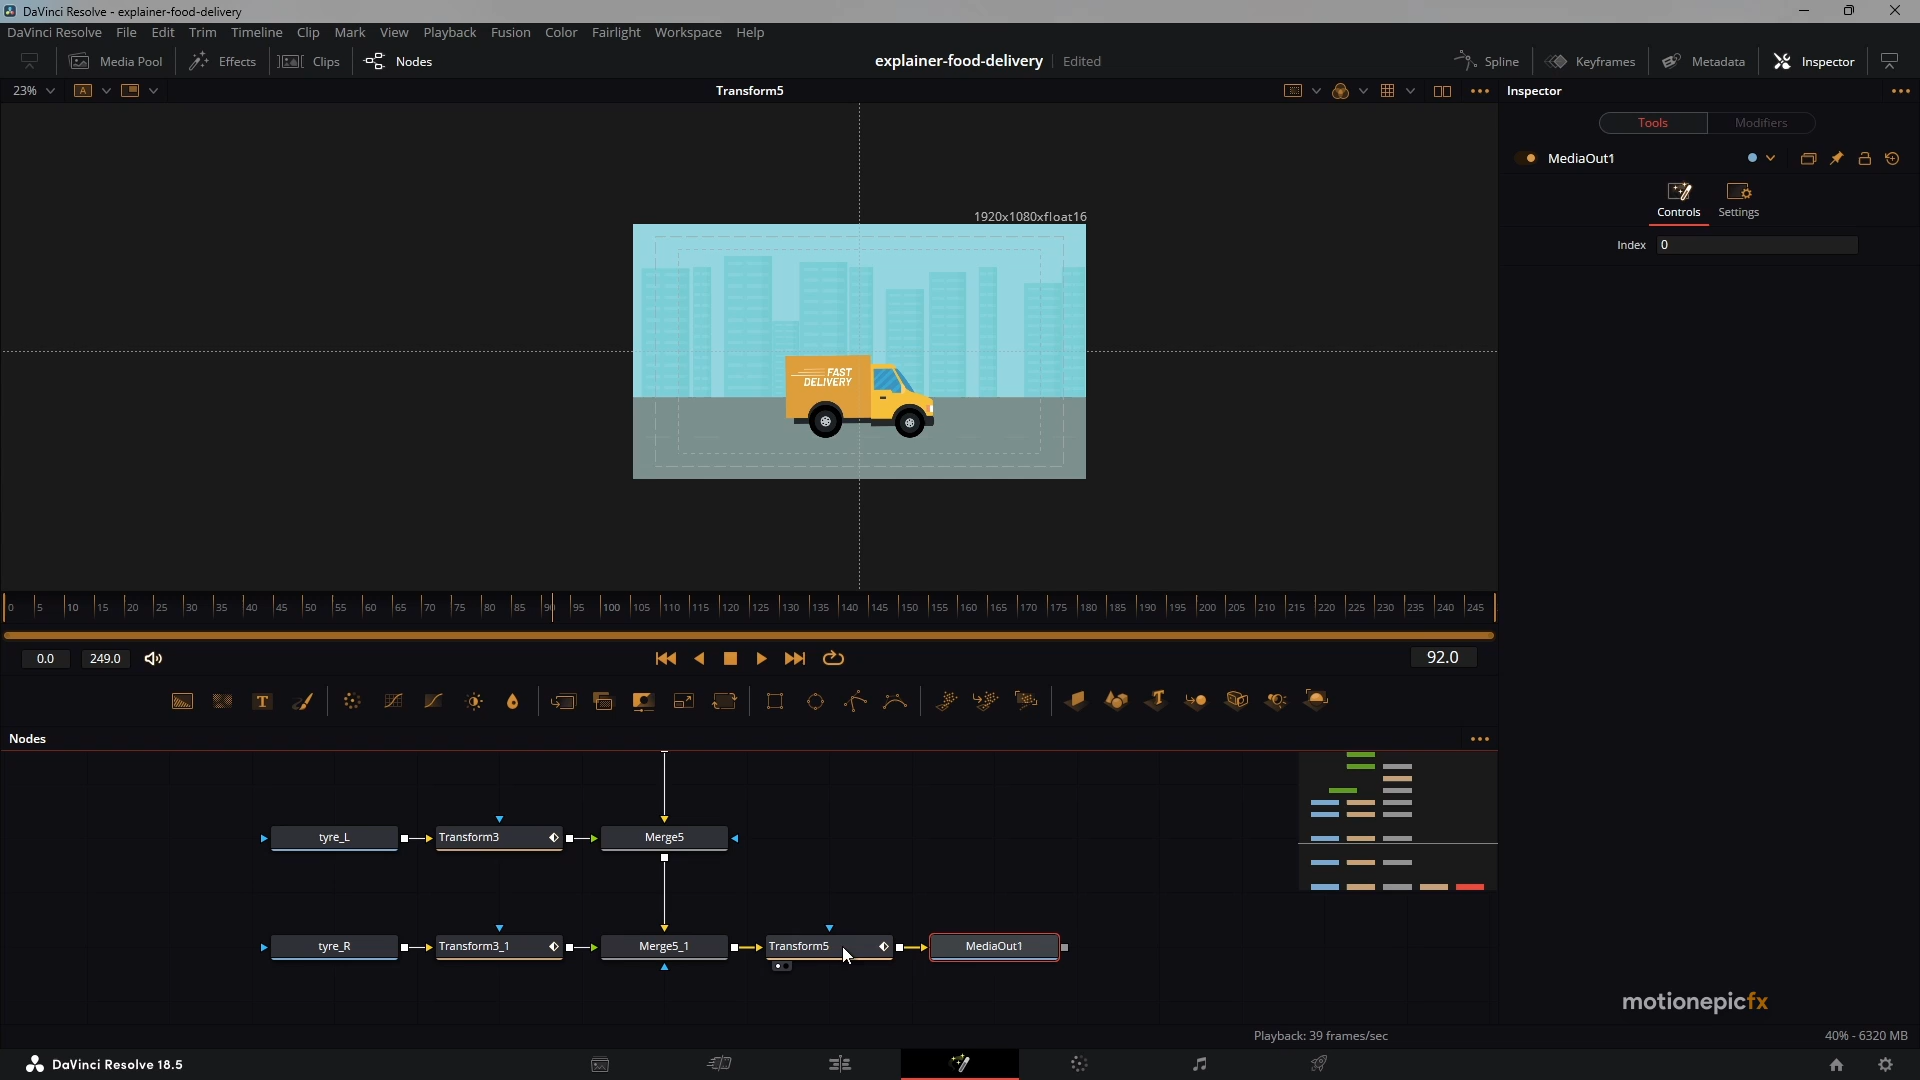 DaVinci Resolve - explainer-food-delivery
DaVinci Resolve File Edit Trim Timeline Clip Mark View Playback Fusion Color Fairlight Workspace Help
Media Pool Effects Clips Nodes explainer-food-delivery Edited Spline Keyframes Metadata Inspector
23% A Transform5 Inspector
Tools Modifiers
MediaOut1
Controls Settings
Index 0
1920x1080xfloat16
FAST
DELIVERY
0 5 10 15 20 25 30 35 40 45 50 55 60 65 70 75 80 85 90 95 100 105 110 115 120 125 130 135 140 145 150 155 160 165 170 175 180 185 190 195 200 205 210 215 220 225 230 235 240 245
0.0 249.0 92.0
Nodes
tyre_L Transform3 Merge5
tyre_R Transform3_1 Merge5_1 Transform5 MediaOut1
motionepicfx
Playback: 39 frames/sec 40% - 6320 MB
DaVinci Resolve 18.5